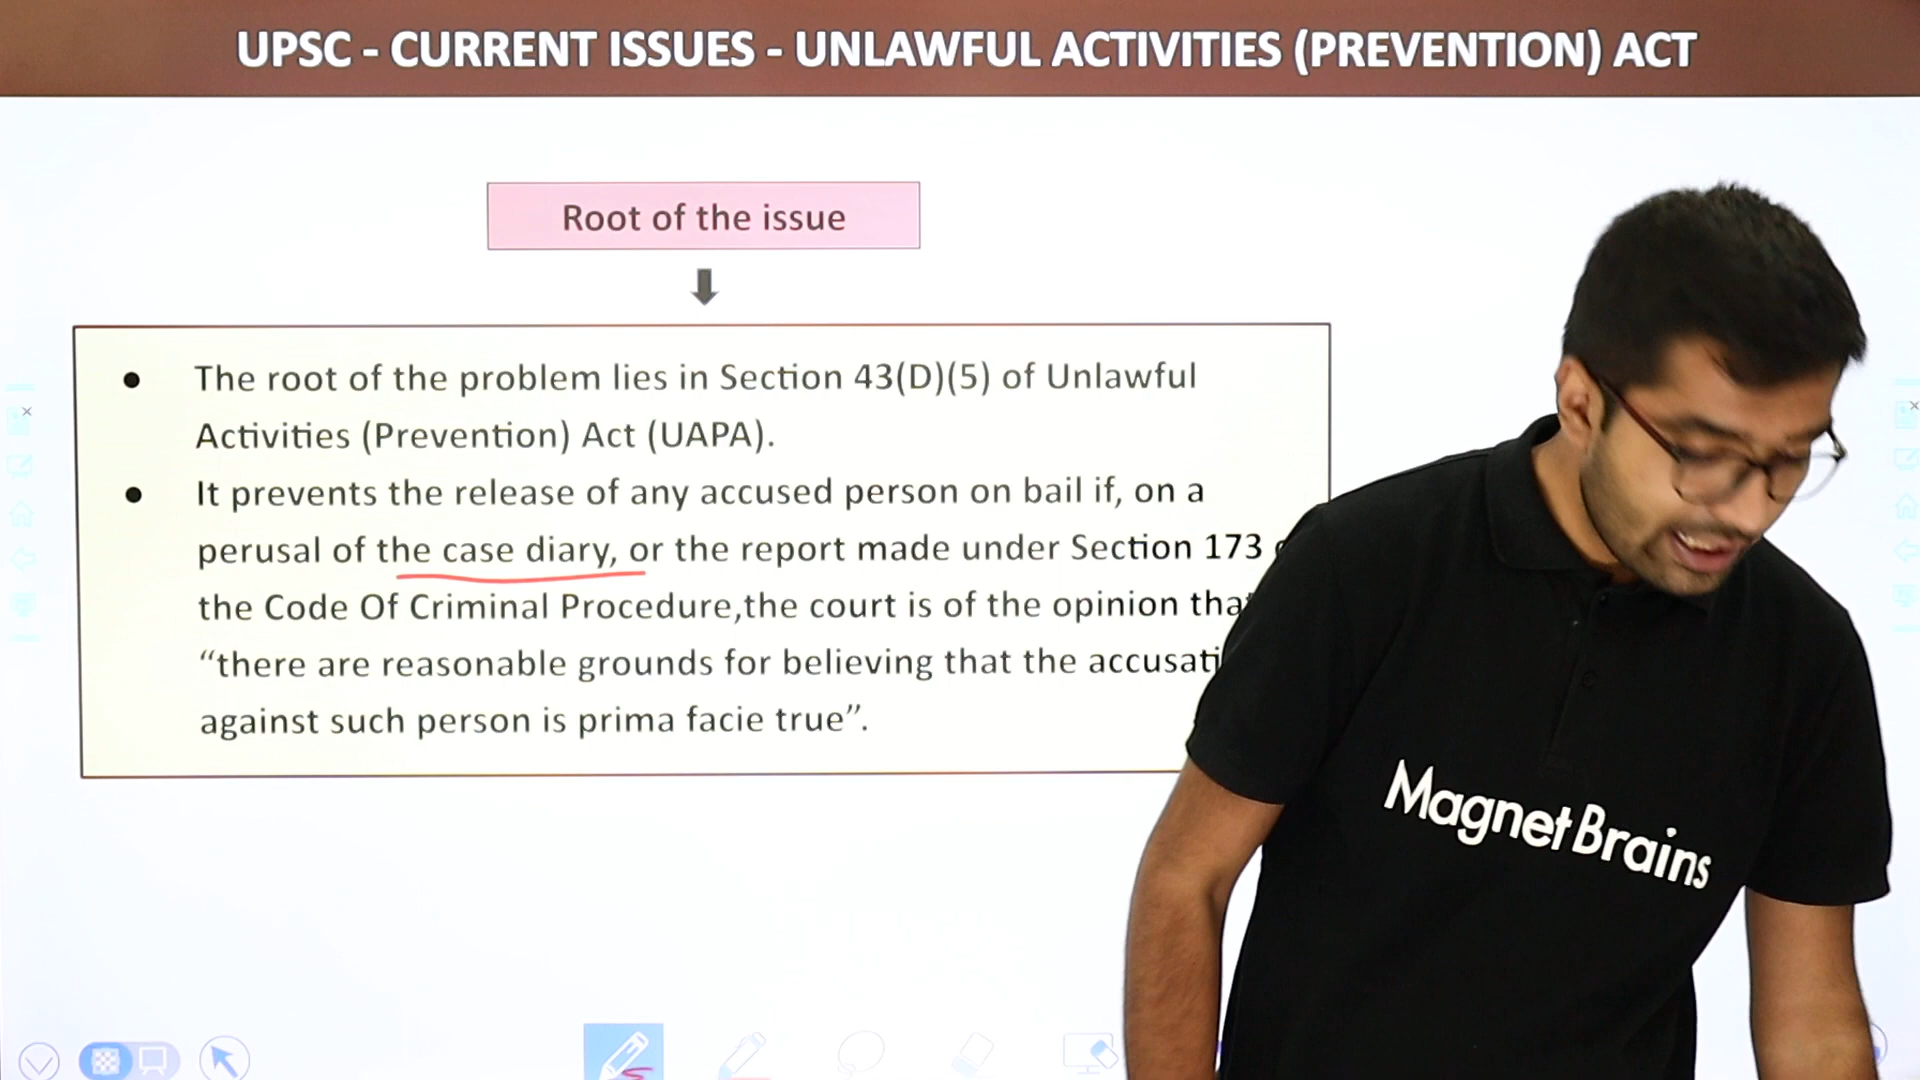 UPSC - CURRENT ISSUES - UNLAWFUL ACTIVITIES (PREVENTION) ACT
Root of the issue
• The root of the problem lies in Section 43(D)(5) of Unlawful
Activities (Prevention) Act (UAPA).
• It prevents the release of any accused person on bail if, on a
perusal of the case diary, or the report made under Section 173
the Code Of Criminal Procedure,the court is of the opinion
“there are reasonable grounds for believing that the
against such person is prima facie true”.
MagnetBrains